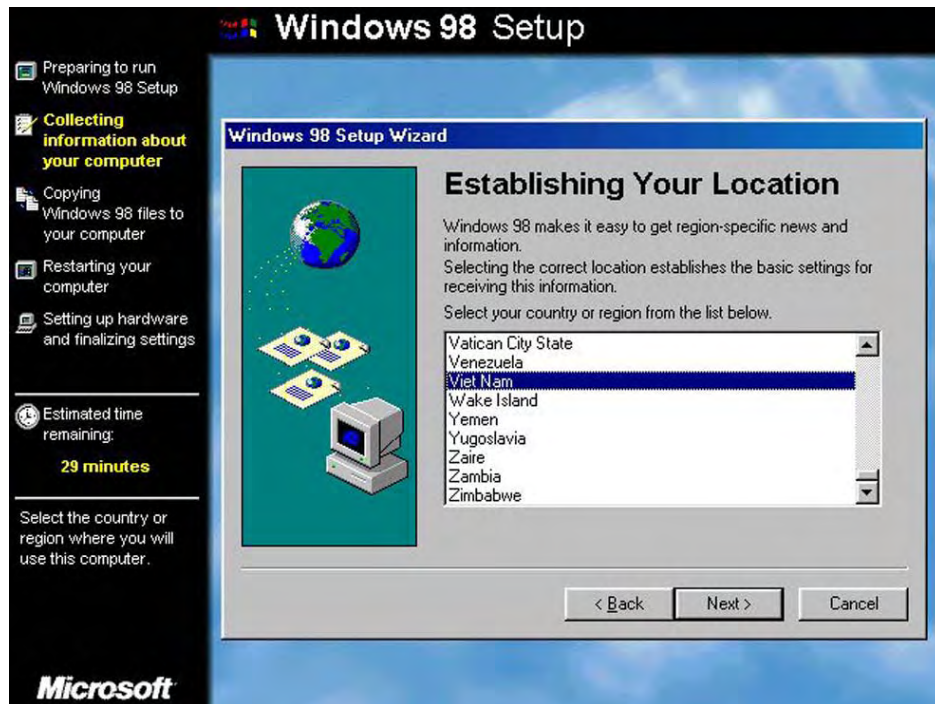 Windows 98 Setup
Preparing to run
Windows 98 Setup
Collecting
information about
your computer
Copying
Windows 98 files to
your computer
Restarting your
computer
Setting up hardware
and finalizing settings
Estimated time
remaining:
29 minutes
Select the country or
region where you will
use this computer.
Microsoft
Windows 98 Setup Wizard
Establishing Your Location
Windows 98 makes it easy to get region-specific news and
information.
Selecting the correct location establishes the basic settings for
receiving this information.
Select your country or region from the list below.
Vatican City State
Venezuela
Viet Nam
Wake Island
Yemen
Yugoslavia
Zaire
Zambia
Zimbabwe
< Back Next > Cancel